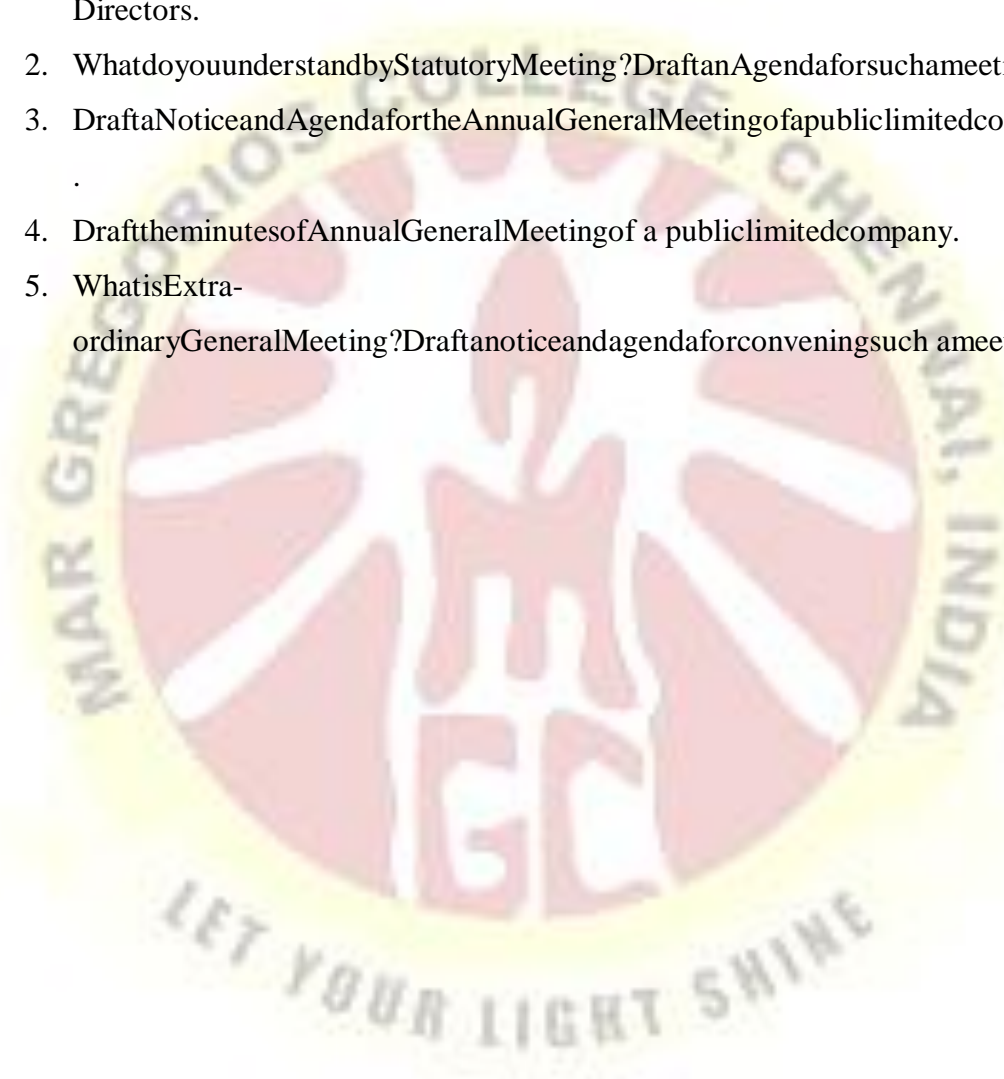 Directors.
2. WhatdoyouunderstandbyStatutoryMeeting?DraftanAgendaforsuchameet
3. DraftaNoticeandAgendafortheAnnualGeneralMeetingofapubliclimitedco
.
4. DrafttheminutesofAnnualGeneralMeetingof a publiclimitedcompany.
5. WhatisExtra-
ordinaryGeneralMeeting?Draftanoticeandagendaforconveningsuch amee
MAR GREGORIOS COLLEGE, CHENNAI, INDIA
MGC
LET YOUR LIGHT SHINE